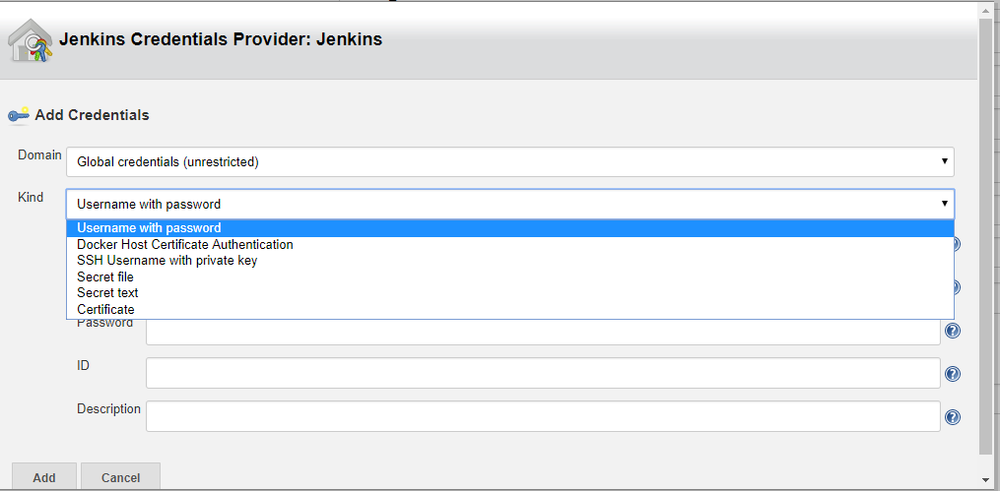 Jenkins Credentials Provider: Jenkins
Add Credentials
Domain
Global credentials (unrestricted)
Kind
Username with password
Username with password
Docker Host Certificate Authentication
SSH Username with private key
Secret file
Secret text
Certificate
Password
ID
Description
Add
Cancel